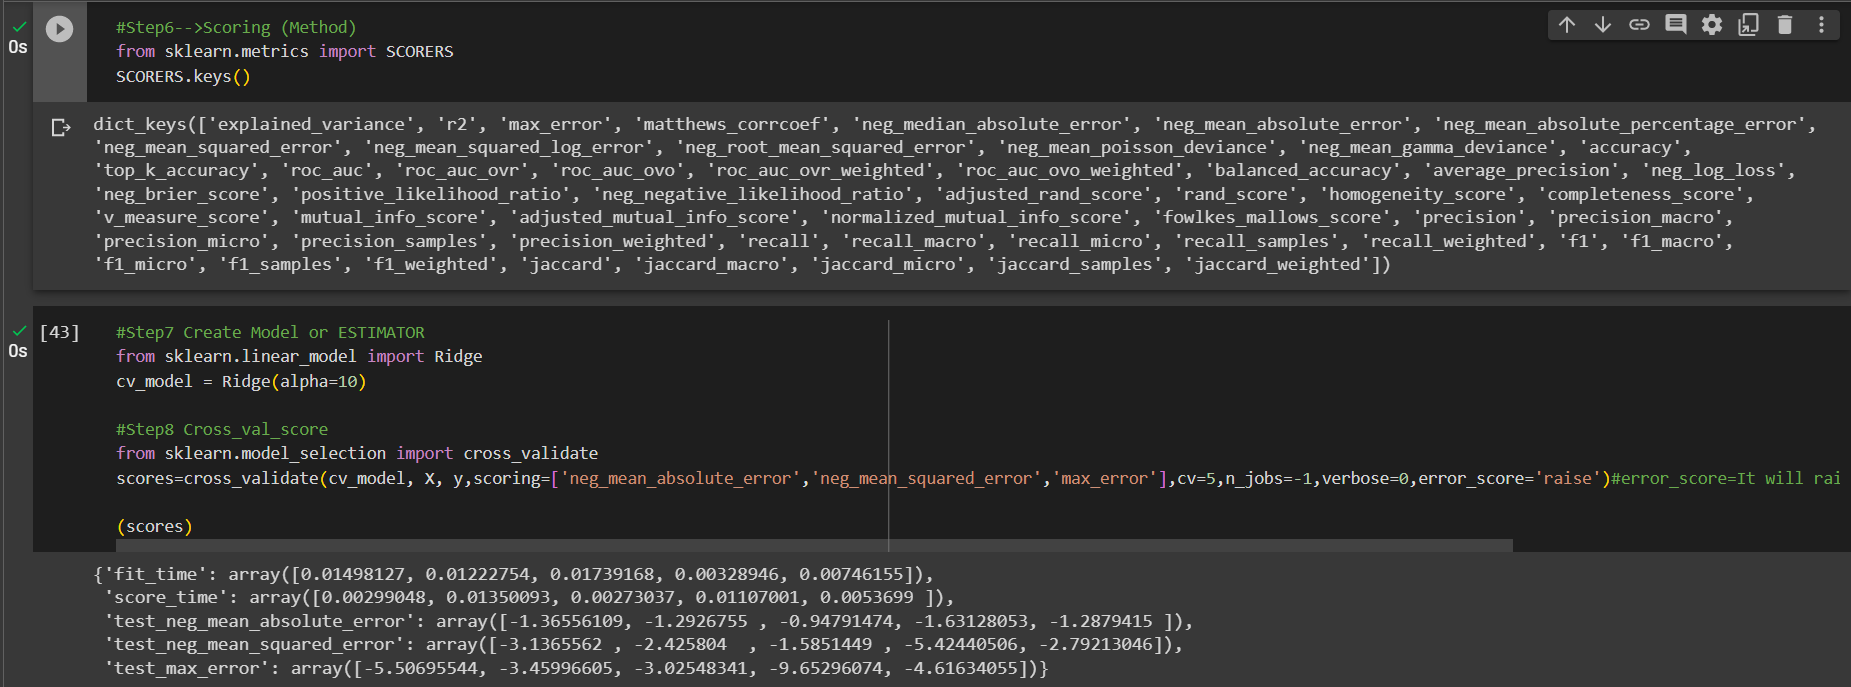 0s
#Step6-->Scoring (Method)
from sklearn.metrics import SCORERS
SCORERS.keys()
dict_keys(['explained_variance', 'r2', 'max_error', 'matthews_corrcoef', 'neg_median_absolute_error', 'neg_mean_absolute_error', 'neg_mean_absolute_percentage_error',
'neg_mean_squared_error', 'neg_mean_squared_log_error', 'neg_root_mean_squared_error', 'neg_mean_poisson_deviance', 'neg_mean_gamma_deviance', 'accuracy',
'top_k_accuracy', 'roc_auc', 'roc_auc_ovr', 'roc_auc_ovo', 'roc_auc_ovr_weighted', 'roc_auc_ovo_weighted', 'balanced_accuracy', 'average_precision', 'neg_log_loss',
'neg_brier_score', 'positive_likelihood_ratio', 'neg_negative_likelihood_ratio', 'adjusted_rand_score', 'rand_score', 'homogeneity_score', 'completeness_score',
'v_measure_score', 'mutual_info_score', 'adjusted_mutual_info_score', 'normalized_mutual_info_score', 'fowlkes_mallows_score', 'precision', 'precision_macro',
'precision_micro', 'precision_samples', 'precision_weighted', 'recall', 'recall_macro', 'recall_micro', 'recall_samples', 'recall_weighted', 'f1', 'f1_macro',
'f1_micro', 'f1_samples', 'f1_weighted', 'jaccard', 'jaccard_macro', 'jaccard_micro', 'jaccard_samples', 'jaccard_weighted'])
0s
[43]
#Step7 Create Model or ESTIMATOR
from sklearn.linear_model import Ridge
cv_model = Ridge(alpha=10)
#Step8 Cross_val_score
from sklearn.model_selection import cross_validate
scores=cross_validate(cv_model, X, y,scoring=['neg_mean_absolute_error','neg_mean_squared_error','max_error'],cv=5,n_jobs=-1,verbose=0,error_score='raise')#error_score=It will rai
(scores)
{'fit_time': array([0.01498127, 0.01222754, 0.01739168, 0.00328946, 0.00746155]),
'score_time': array([0.00299048, 0.01350093, 0.00273037, 0.01107001, 0.0053699 ]),
'test_neg_mean_absolute_error': array([-1.36556109, -1.2926755 , -0.94791474, -1.63128053, -1.2879415 ]),
'test_neg_mean_squared_error': array([-3.1365562 , -2.425804  , -1.5851449 , -5.42440506, -2.79213046]),
'test_max_error': array([-5.50695544, -3.45996605, -3.02548341, -9.65296074, -4.61634055])}